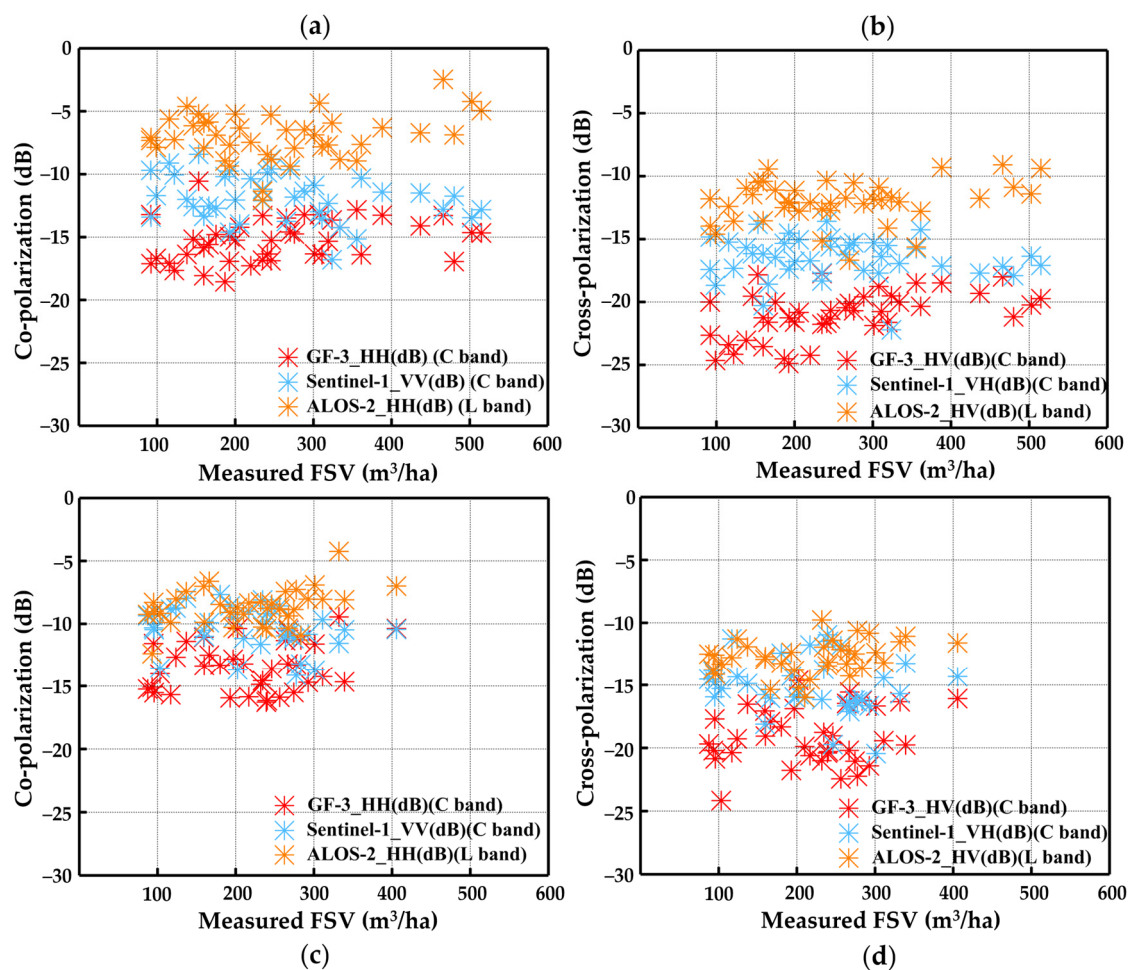 (a)
0
−5
−10
−15
−20
−25
−30
Co-polarization (dB)
GF-3_HH(dB) (C band)
Sentinel-1_VV(dB) (C band)
ALOS-2_HH(dB) (L band)
100 200 300 400 500 600
Measured FSV (m³/ha)
(b)
0
−5
−10
−15
−20
−25
−30
Cross-polarization (dB)
GF-3_HV(dB)(C band)
Sentinel-1_VH(dB)(C band)
ALOS-2_HV(dB)(L band)
100 200 300 400 500 600
Measured FSV (m³/ha)
0
−5
−10
−15
−20
−25
−30
Co-polarization (dB)
GF-3_HH(dB)(C band)
Sentinel-1_VV(dB)(C band)
ALOS-2_HH(dB)(L band)
100 200 300 400 500 600
Measured FSV (m³/ha)
(c)
0
−5
−10
−15
−20
−25
−30
Cross-polarization (dB)
GF-3_HV(dB)(C band)
Sentinel-1_VH(dB)(C band)
ALOS-2_HV(dB)(L band)
100 200 300 400 500 600
Measured FSV (m³/ha)
(d)